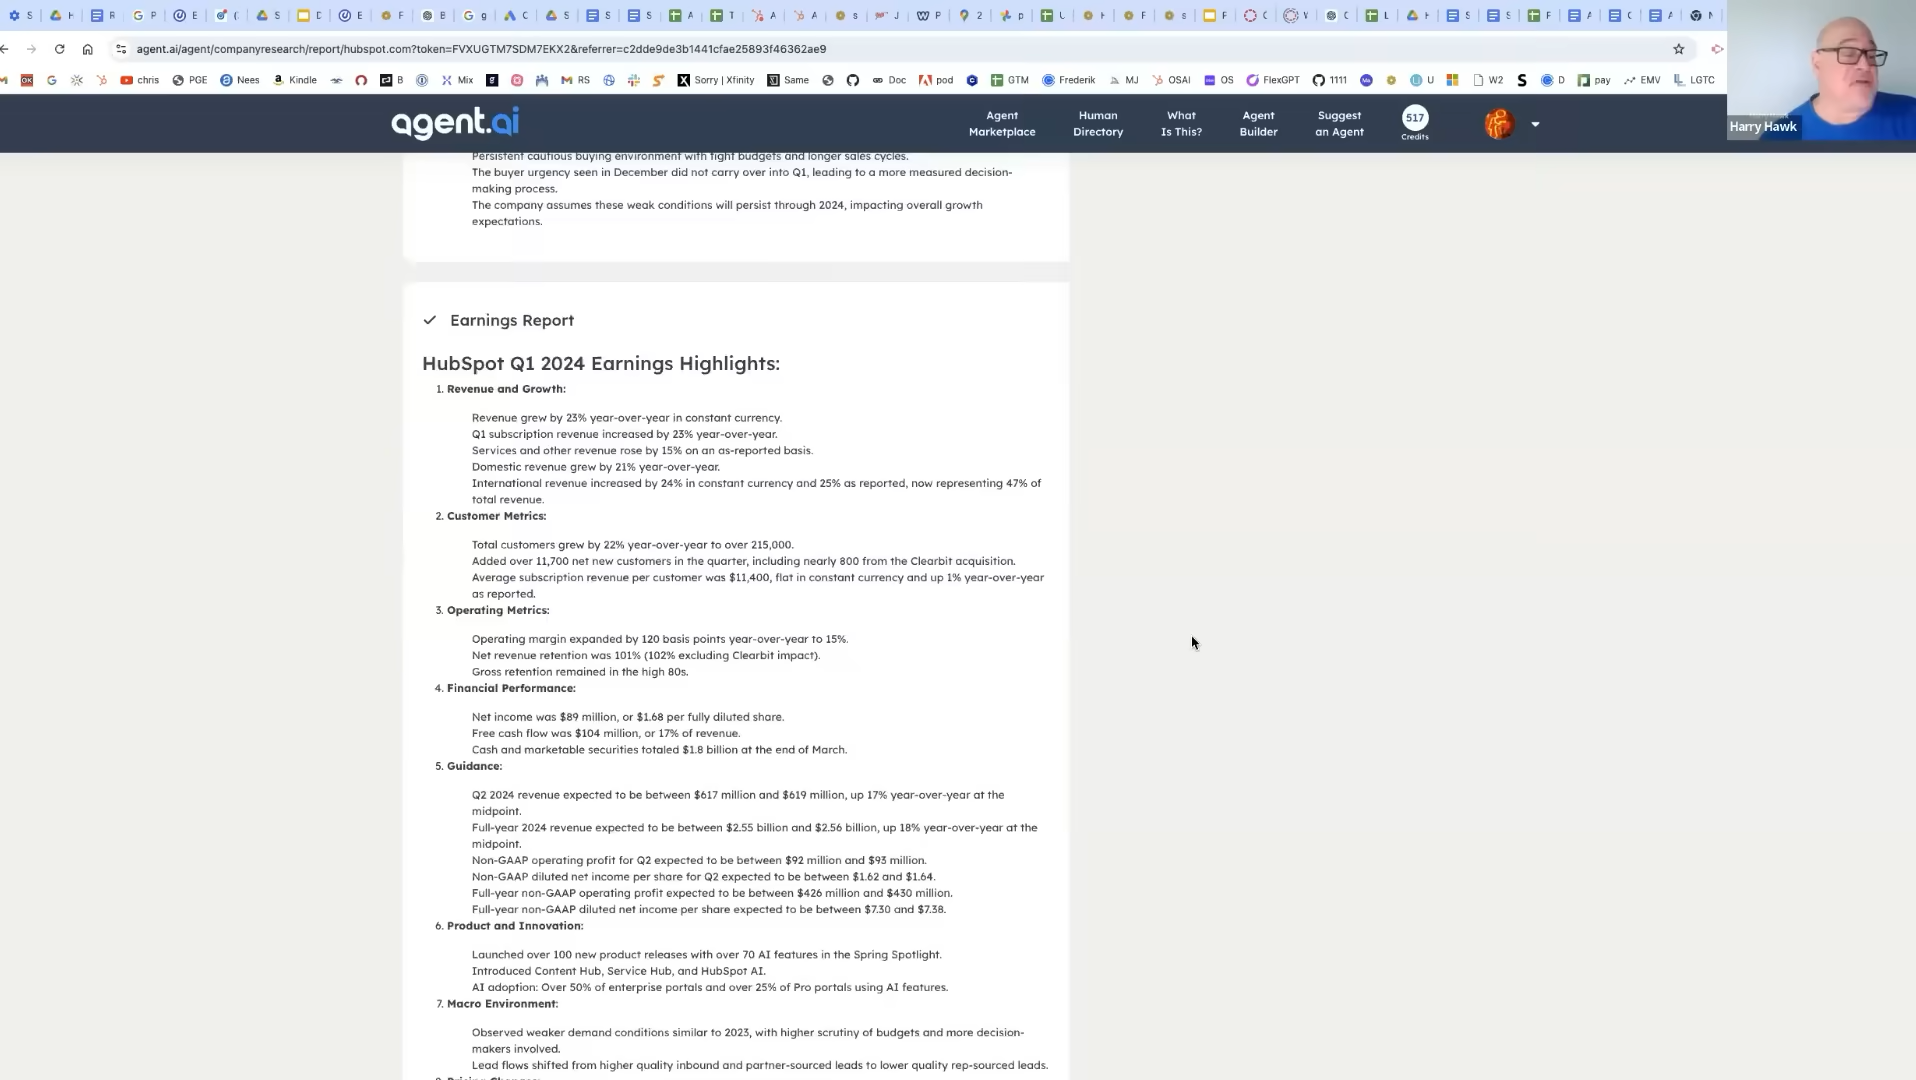 agent.ai/agent/companyresearch/report/hubspot.com?token=FVXUGTM7SDM7EKX2&referrer=c2dde9de3b1441cfae25893f46362ae9
OK chris PGE Nees Kindle B Mix RS Sorry | Xfinity Same Doc pod GTM Frederik MJ OSAI OS FlexGPT 1111 U W2 D pay EMV LGTC
agent.ai
Agent Marketplace
Human Directory
What Is This?
Agent Builder
Suggest an Agent
517 Credits
Harry Hawk
Persistent cautious buying environment with tight budgets and longer sales cycles.
The buyer urgency seen in December did not carry over into Q1, leading to a more measured decision-
making process.
The company assumes these weak conditions will persist through 2024, impacting overall growth
expectations.
Earnings Report
HubSpot Q1 2024 Earnings Highlights:
1. Revenue and Growth:
Revenue grew by 23% year-over-year in constant currency.
Q1 subscription revenue increased by 23% year-over-year.
Services and other revenue rose by 15% on an as-reported basis.
Domestic revenue grew by 21% year-over-year.
International revenue increased by 24% in constant currency and 25% as reported, now representing 47% of
total revenue.
2. Customer Metrics:
Total customers grew by 22% year-over-year to over 215,000.
Added over 11,700 net new customers in the quarter, including nearly 800 from the Clearbit acquisition.
Average subscription revenue per customer was $11,400, flat in constant currency and up 1% year-over-year
as reported.
3. Operating Metrics:
Operating margin expanded by 120 basis points year-over-year to 15%.
Net revenue retention was 101% (102% excluding Clearbit impact).
Gross retention remained in the high 80s.
4. Financial Performance:
Net income was $89 million, or $1.68 per fully diluted share.
Free cash flow was $104 million, or 17% of revenue.
Cash and marketable securities totaled $1.8 billion at the end of March.
5. Guidance:
Q2 2024 revenue expected to be between $617 million and $619 million, up 17% year-over-year at the
midpoint.
Full-year 2024 revenue expected to be between $2.55 billion and $2.56 billion, up 18% year-over-year at the
midpoint.
Non-GAAP operating profit for Q2 expected to be between $92 million and $93 million.
Non-GAAP diluted net income per share for Q2 expected to be between $1.62 and $1.64.
Full-year non-GAAP operating profit expected to be between $426 million and $430 million.
Full-year non-GAAP diluted net income per share expected to be between $7.30 and $7.38.
6. Product and Innovation:
Launched over 100 new product releases with over 70 AI features in the Spring Spotlight.
Introduced Content Hub, Service Hub, and HubSpot AI.
AI adoption: Over 50% of enterprise portals and over 25% of Pro portals using AI features.
7. Macro Environment:
Observed weaker demand conditions similar to 2023, with higher scrutiny of budgets and more decision-
makers involved.
Lead flows shifted from higher quality inbound and partner-sourced leads to lower quality rep-sourced leads.